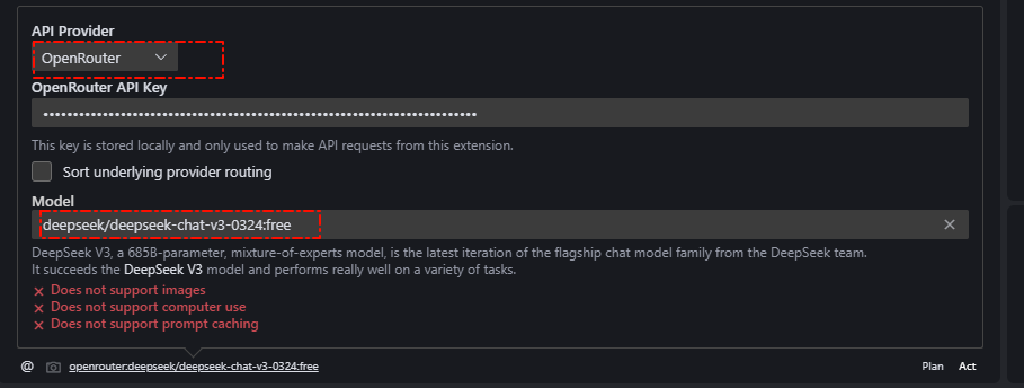 API Provider
OpenRouter
OpenRouter API Key
••••••••••••••••••••••••••••••••••••••••••••••••••••••••••••••••••••••••
This key is stored locally and only used to make API requests from this extension.
Sort underlying provider routing
Model
deepseek/deepseek-chat-v3-0324:free
DeepSeek V3, a 685B-parameter, mixture-of-experts model, is the latest iteration of the flagship chat model family from the DeepSeek team.
It succeeds the DeepSeek V3 model and performs really well on a variety of tasks.
Does not support images
Does not support computer use
Does not support prompt caching
@ openrouter:deepseek/deepseek-chat-v3-0324:free Plan Act